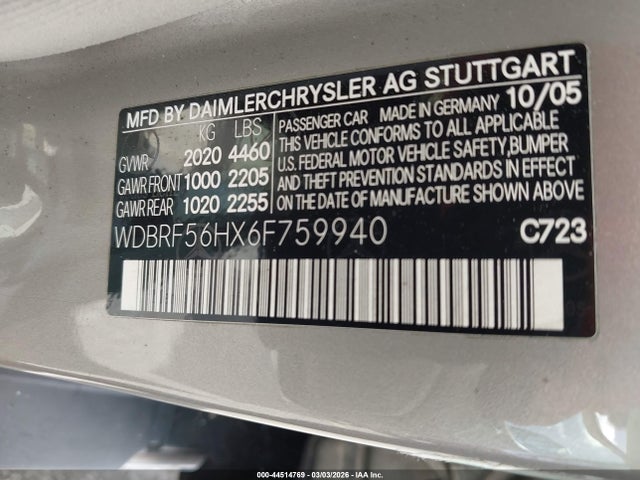 MFD BY DAIMLERCHRYSLER AG STUTTGART
KG LBS
GVWR 2020 4460
GAWR FRONT 1000 2205
GAWR REAR 1020 2255
PASSENGER CAR MADE IN GERMANY 10/05
THIS VEHICLE CONFORMS TO ALL APPLICABLE
U.S. FEDERAL MOTOR VEHICLE SAFETY,BUMPER
AND THEFT PREVENTION STANDARDS IN EFFECT
ON THE DATE OF MANUFACTURE SHOWN ABOVE
WDBRF56HX6F759940 C723
000-44514769 - 03/03/2026 - IAA Inc.